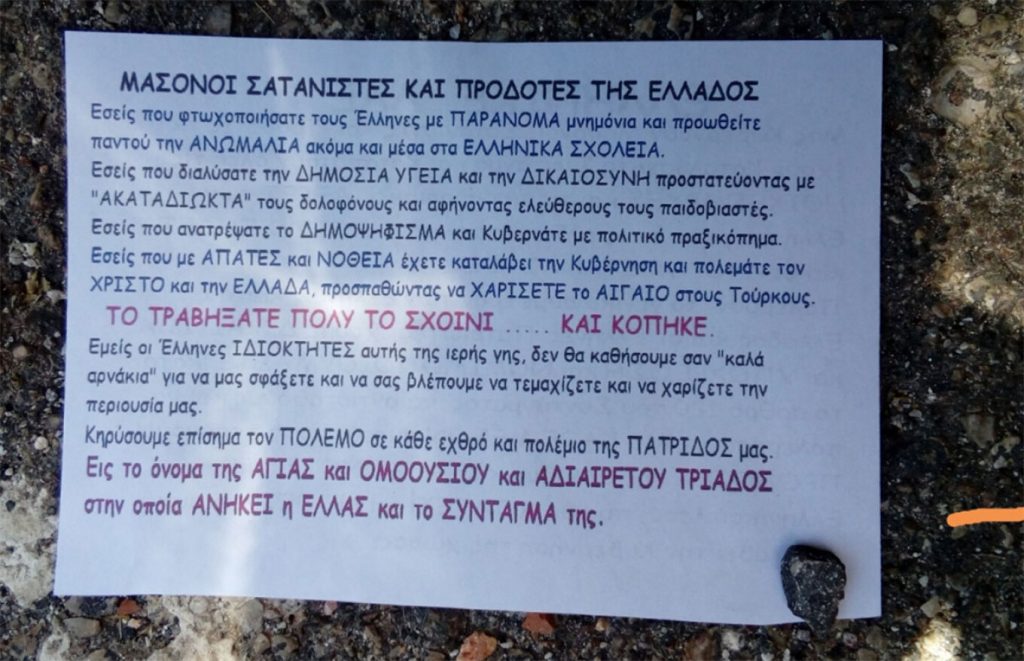 ΜΑΣΟΝΟΙ ΣΑΤΑΝΙΣΤΕΣ ΚΑΙ ΠΡΟΔΟΤΕΣ ΤΗΣ ΕΛΛΑΔΟΣ
Εσείς που φτωχοποιήσατε τους Έλληνες με ΠΑΡΑΝΟΜΑ μνημόνια και προωθείτε
παντού την ΑΝΩΜΑΛΙΑ ακόμα και μέσα στα ΕΛΛΗΝΙΚΑ ΣΧΟΛΕΙΑ.
Εσείς που διαλύσατε την ΔΗΜΟΣΙΑ ΥΓΕΙΑ και την ΔΙΚΑΙΟΣΥΝΗ προστατεύοντας με
"ΑΚΑΤΑΔΙΩΚΤΑ" τους δολοφόνους και αφήνοντας ελεύθερους τους παιδοβιαστές.
Εσείς που ανατρέψατε το ΔΗΜΟΨΗΦΙΣΜΑ και Κυβερνάτε με πολιτικό πραξικόπημα.
Εσείς που με ΑΠΑΤΕΣ και ΝΟΘΕΙΑ έχετε καταλάβει την Κυβέρνηση και πολεμάτε τον
ΧΡΙΣΤΟ και την ΕΛΛΑΔΑ, προσπαθώντας να ΧΑΡΙΣΕΤΕ το ΑΙΓΑΙΟ στους Τούρκους.
ΤΟ ΤΡΑΒΗΞΑΤΕ ΠΟΛΥ ΤΟ ΣΧΟΙΝΙ ..... ΚΑΙ ΚΟΠΗΚΕ.
Εμείς οι Έλληνες ΙΔΙΟΚΤΗΤΕΣ αυτής της ιερής γης, δεν θα καθήσουμε σαν "καλά
αρνάκια" για να μας σφάξετε και να σας βλέπουμε να τεμαχίζετε και να χαρίζετε την
περιουσία μας.
Κηρύσουμε επίσημα τον ΠΟΛΕΜΟ σε κάθε εχθρό και πολέμιο της ΠΑΤΡΙΔΟΣ μας.
Εις το όνομα της ΑΓΙΑΣ και ΟΜΟΟΥΣΙΟΥ και ΑΔΙΑΙΡΕΤΟΥ ΤΡΙΑΔΟΣ
στην οποία ΑΝΗΚΕΙ η ΕΛΛΑΣ και το ΣΥΝΤΑΓΜΑ της.